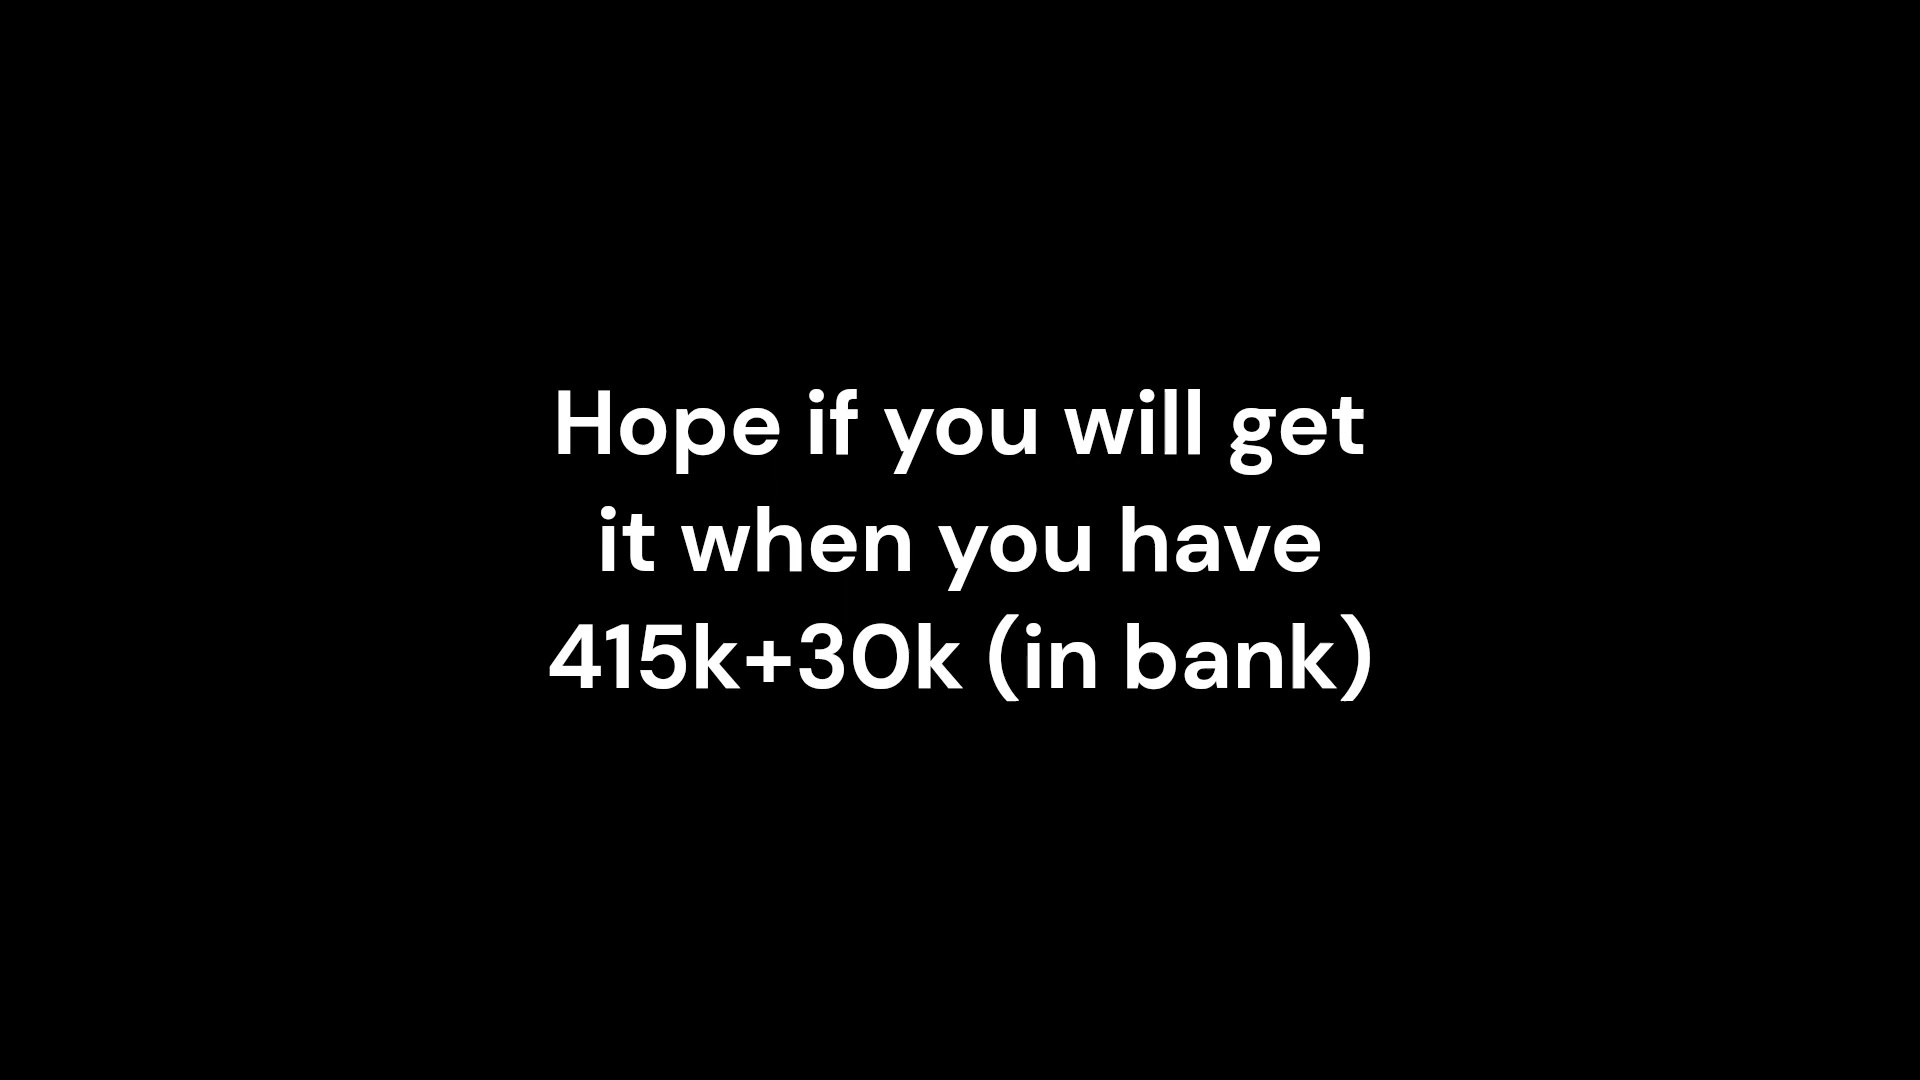 Hope if you will get
it when you have
415k+30k (in bank)